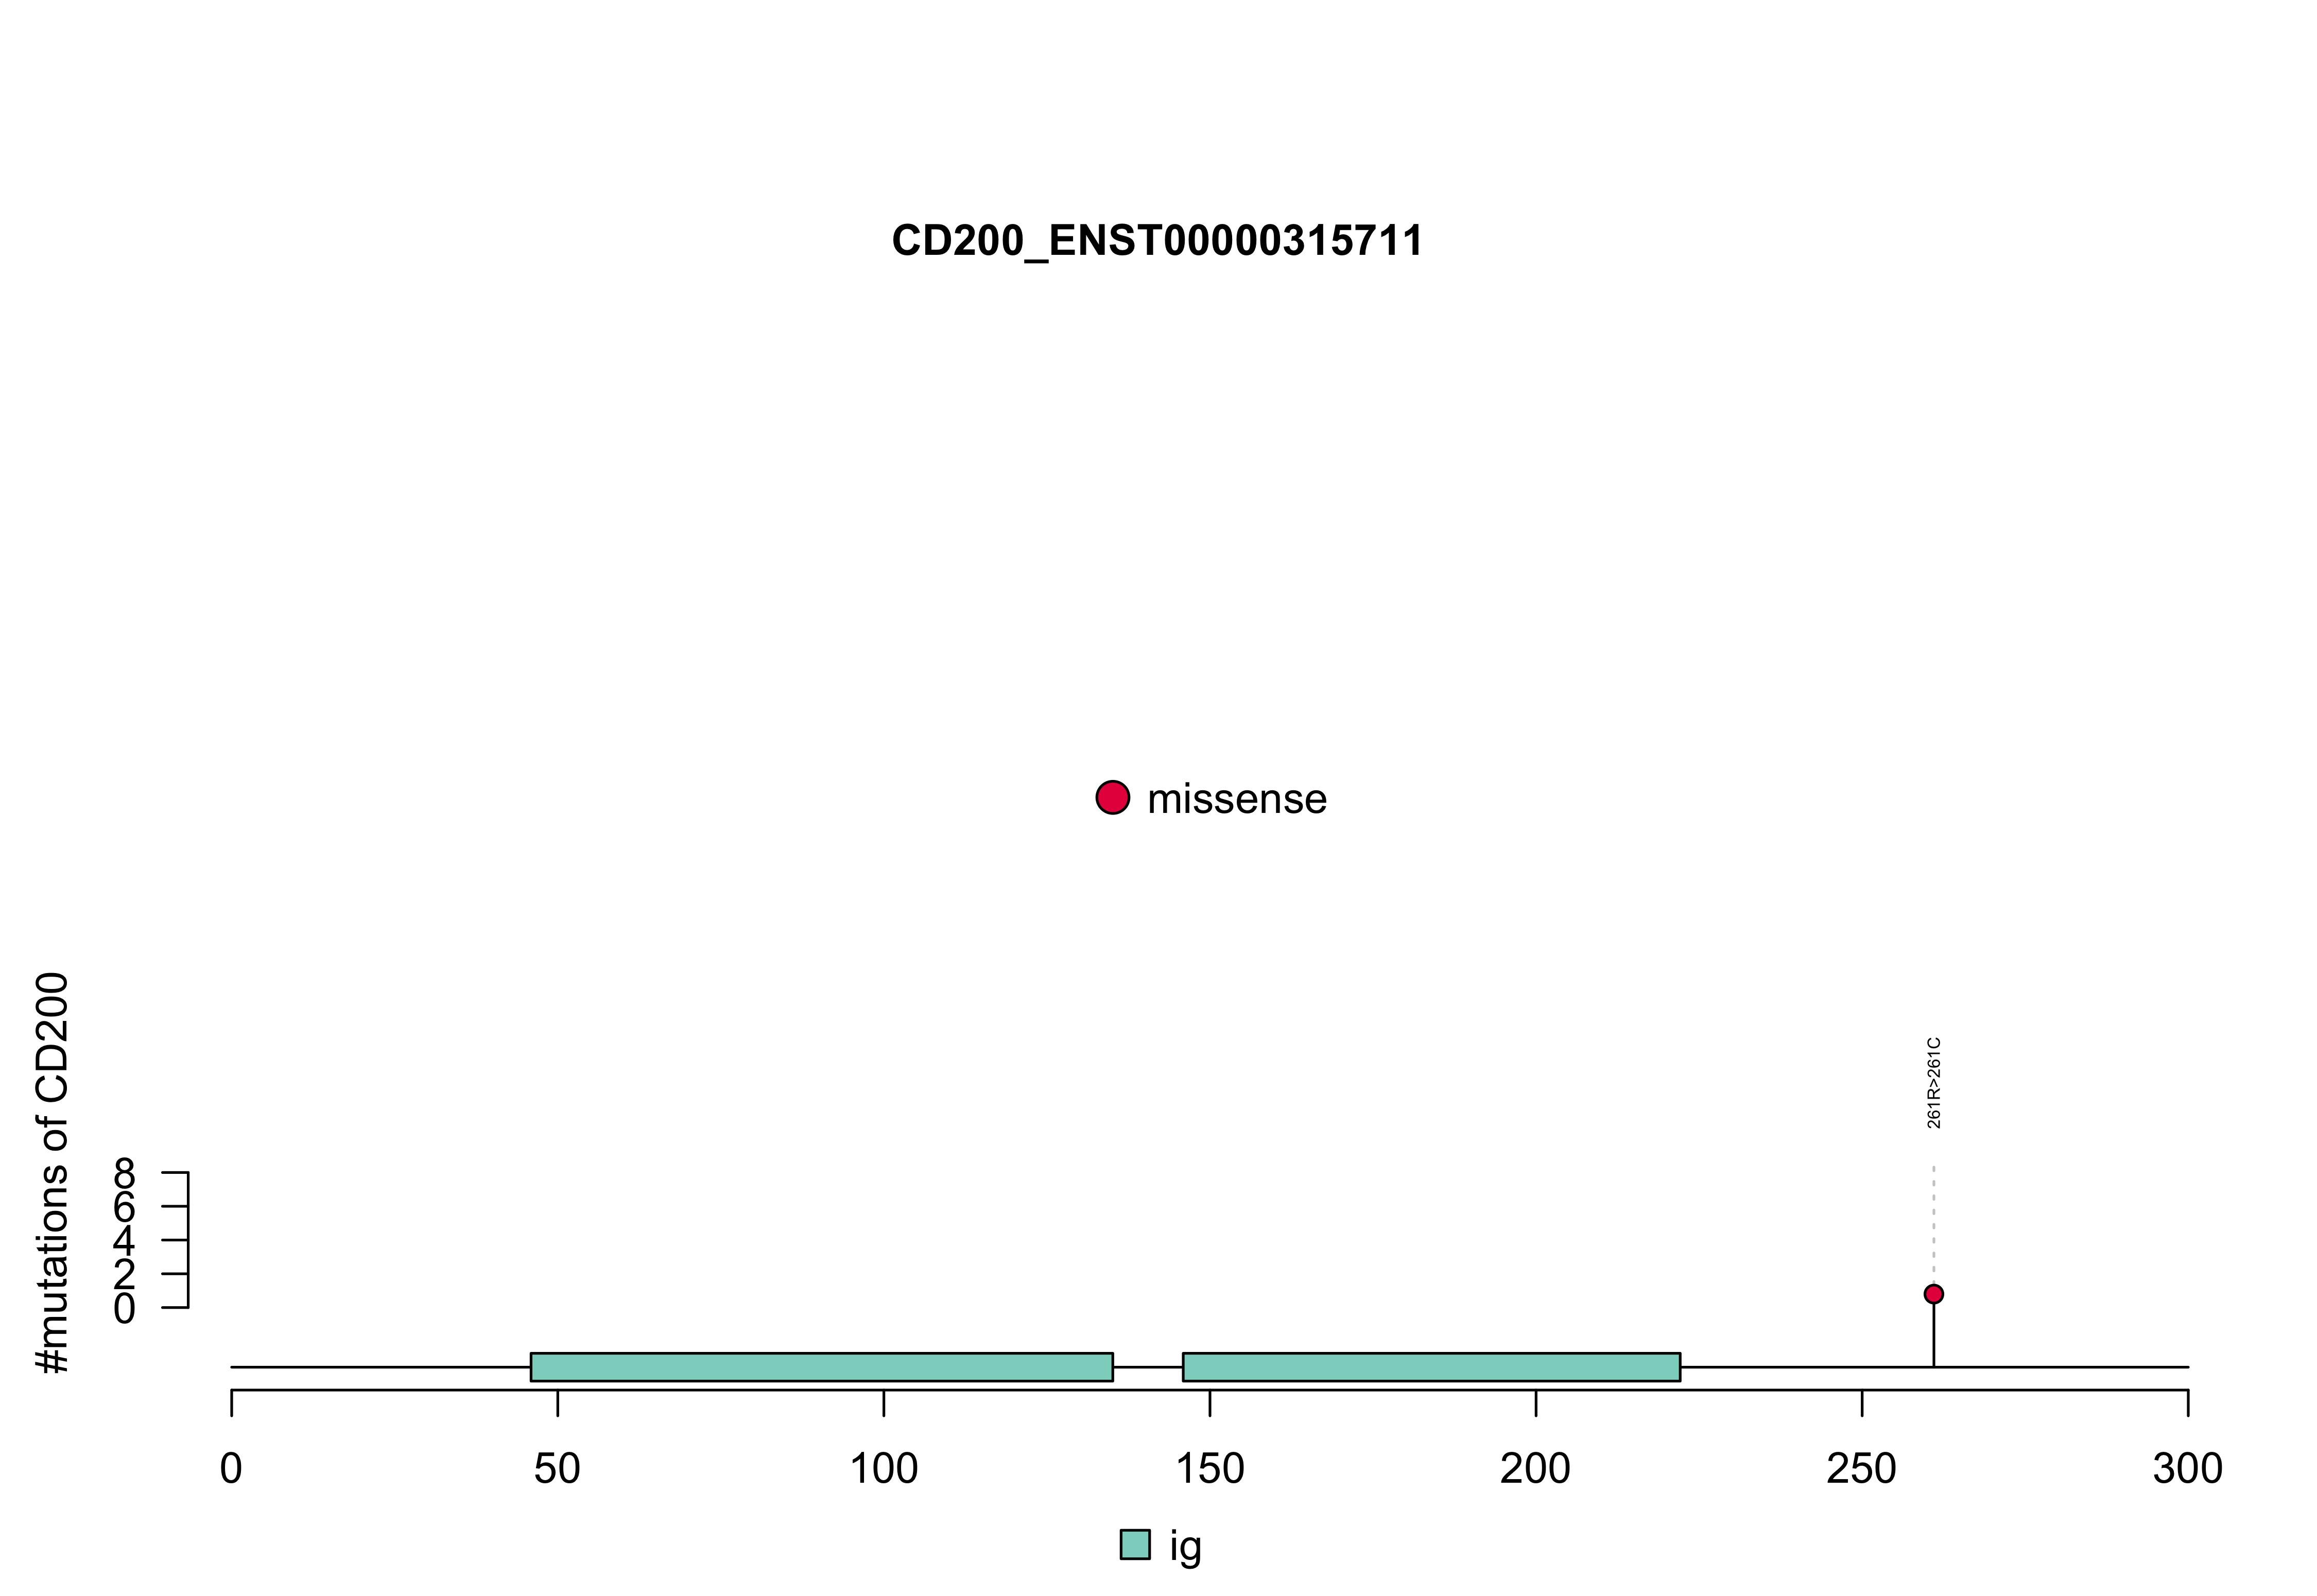 CD200_ENST00000315711
missense
#mutations of CD200
261R>261C
8
6
4
2
0
0 50 100 150 200 250 300
ig